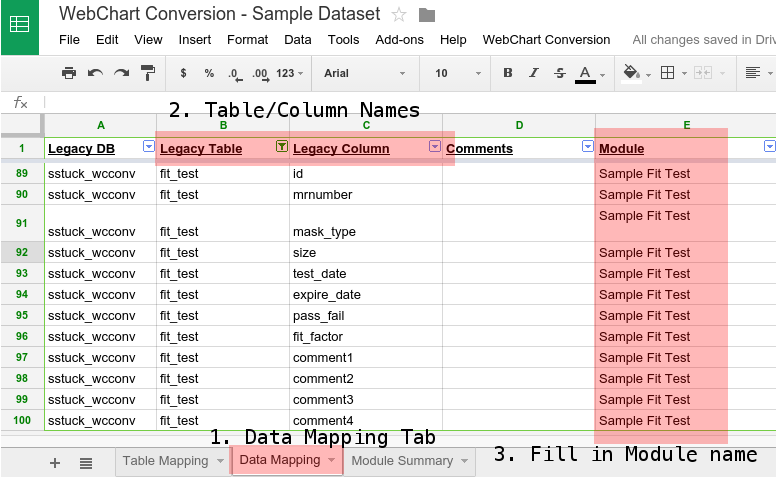 WebChart Conversion - Sample Dataset
File Edit View Insert Format Data Tools Add-ons Help WebChart Conversion All changes saved in Driv
$ % .0 .00 123 Arial 10 B I S A
fx
2. Table/Column Names
A B C D E
1 Legacy DB Legacy Table Legacy Column Comments Module
89 sstuck_wcconv fit_test id Sample Fit Test
90 sstuck_wcconv fit_test mrnumber Sample Fit Test
91 sstuck_wcconv fit_test mask_type Sample Fit Test
92 sstuck_wcconv fit_test size Sample Fit Test
93 sstuck_wcconv fit_test test_date Sample Fit Test
94 sstuck_wcconv fit_test expire_date Sample Fit Test
95 sstuck_wcconv fit_test pass_fail Sample Fit Test
96 sstuck_wcconv fit_test fit_factor Sample Fit Test
97 sstuck_wcconv fit_test comment1 Sample Fit Test
98 sstuck_wcconv fit_test comment2 Sample Fit Test
99 sstuck_wcconv fit_test comment3 Sample Fit Test
100 sstuck_wcconv fit_test comment4 Sample Fit Test
1. Data Mapping Tab
3. Fill in Module name
Table Mapping Data Mapping Module Summary